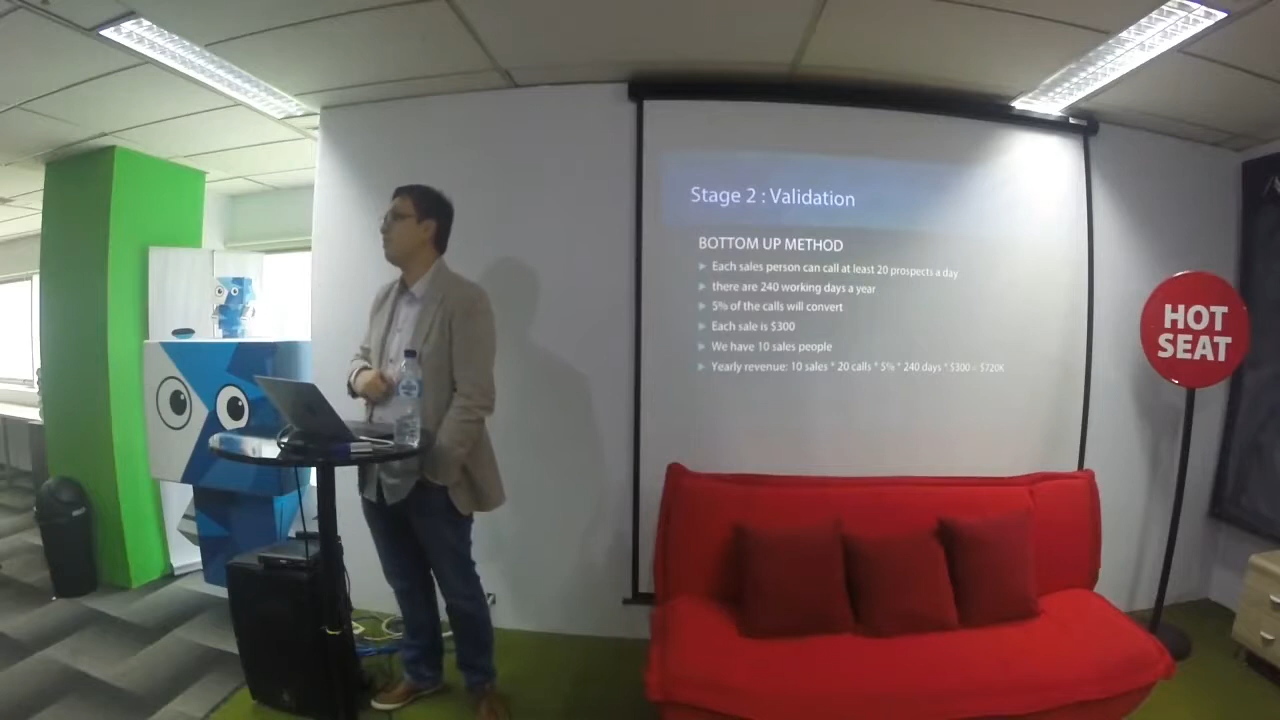 Stage 2 : Validation
BOTTOM UP METHOD
Each sales person can call at least 20 prospects a day
there are 240 working days a year
5% of the calls will convert
Each sale is $300
We have 10 sales people
Yearly revenue: 10 sales * 20 calls * 5% * 240 days * $300 = $720K
HOT
SEAT